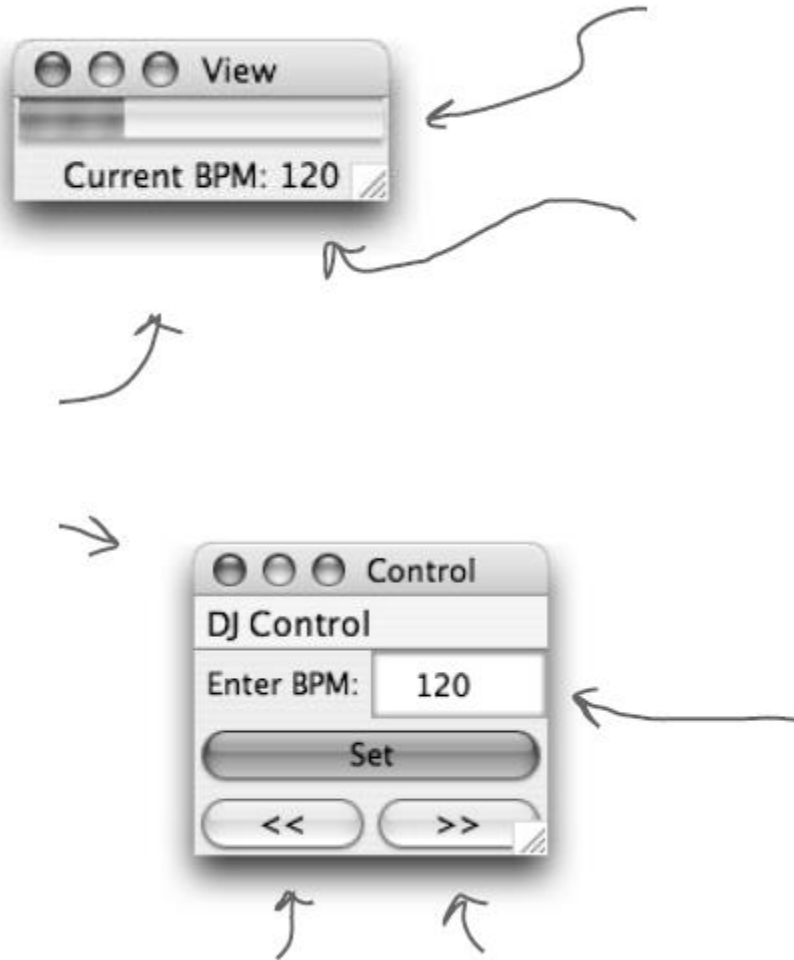 View
Current BPM: 120
Control
DJ Control
Enter BPM: 120
Set
<< >>